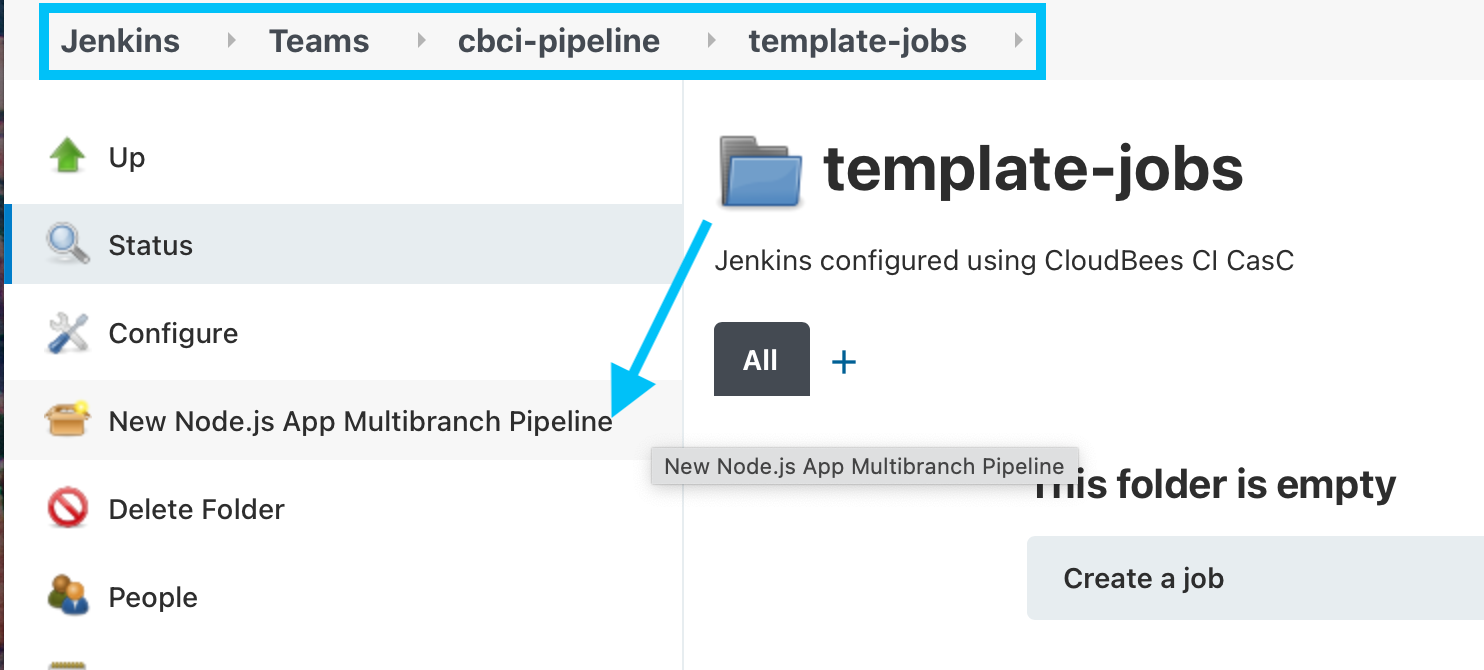 Jenkins Teams cbci-pipeline template-jobs
Up
Status
Configure
New Node.js App Multibranch Pipeline
Delete Folder
People
template-jobs
Jenkins configured using CloudBees CI CasC
All +
New Node.js App Multibranch Pipeline
This folder is empty
Create a job